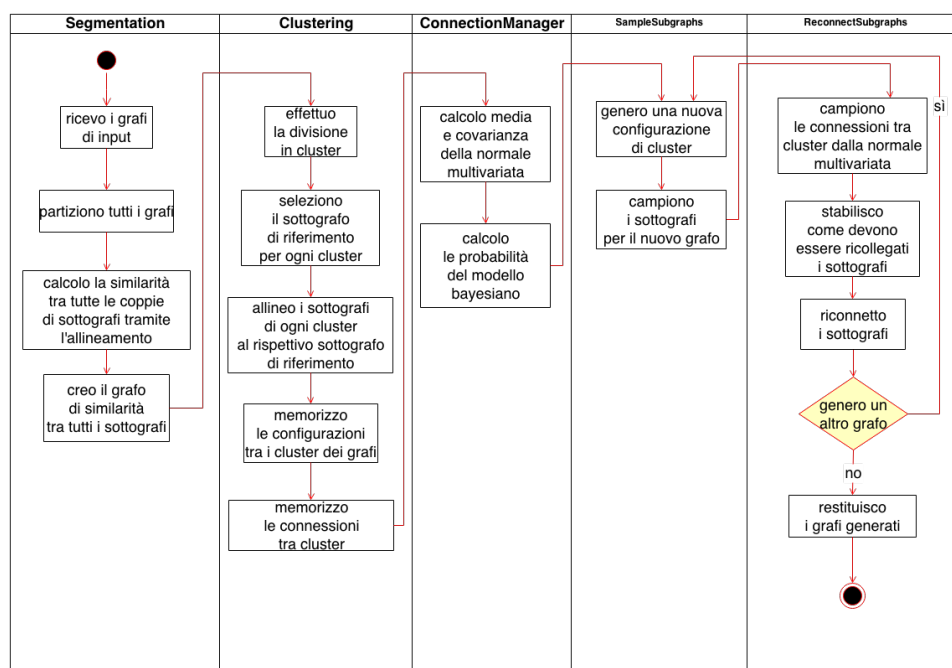 Segmentation
Clustering
ConnectionManager
SampleSubgraphs
ReconnectSubgraphs
ricevo i grafi
di input
partiziono tutti i grafi
calcolo la similarità
tra tutte le coppie
di sottografi tramite
l'allineamento
creo il grafo
di similarità
tra tutti i sottografi
effettuo
la divisione
in cluster
seleziono
il sottografo
di riferimento
per ogni cluster
allineo i sottografi
di ogni cluster
al rispettivo sottografo
di riferimento
memorizzo
le configurazioni
tra i cluster dei grafi
memorizzo
le connessioni
tra cluster
calcolo media
e covarianza
della normale
multivariata
calcolo
le probabilità
del modello
bayesiano
genero una nuova
configurazione
di cluster
campiono
i sottografi
per il nuovo grafo
campiono
le connessioni tra
cluster dalla normale
multivariata
stabilisco
come devono
essere ricollegati
i sottografi
riconnetto
i sottografi
genero un
altro grafo
sì
no
restituisco
i grafi generati